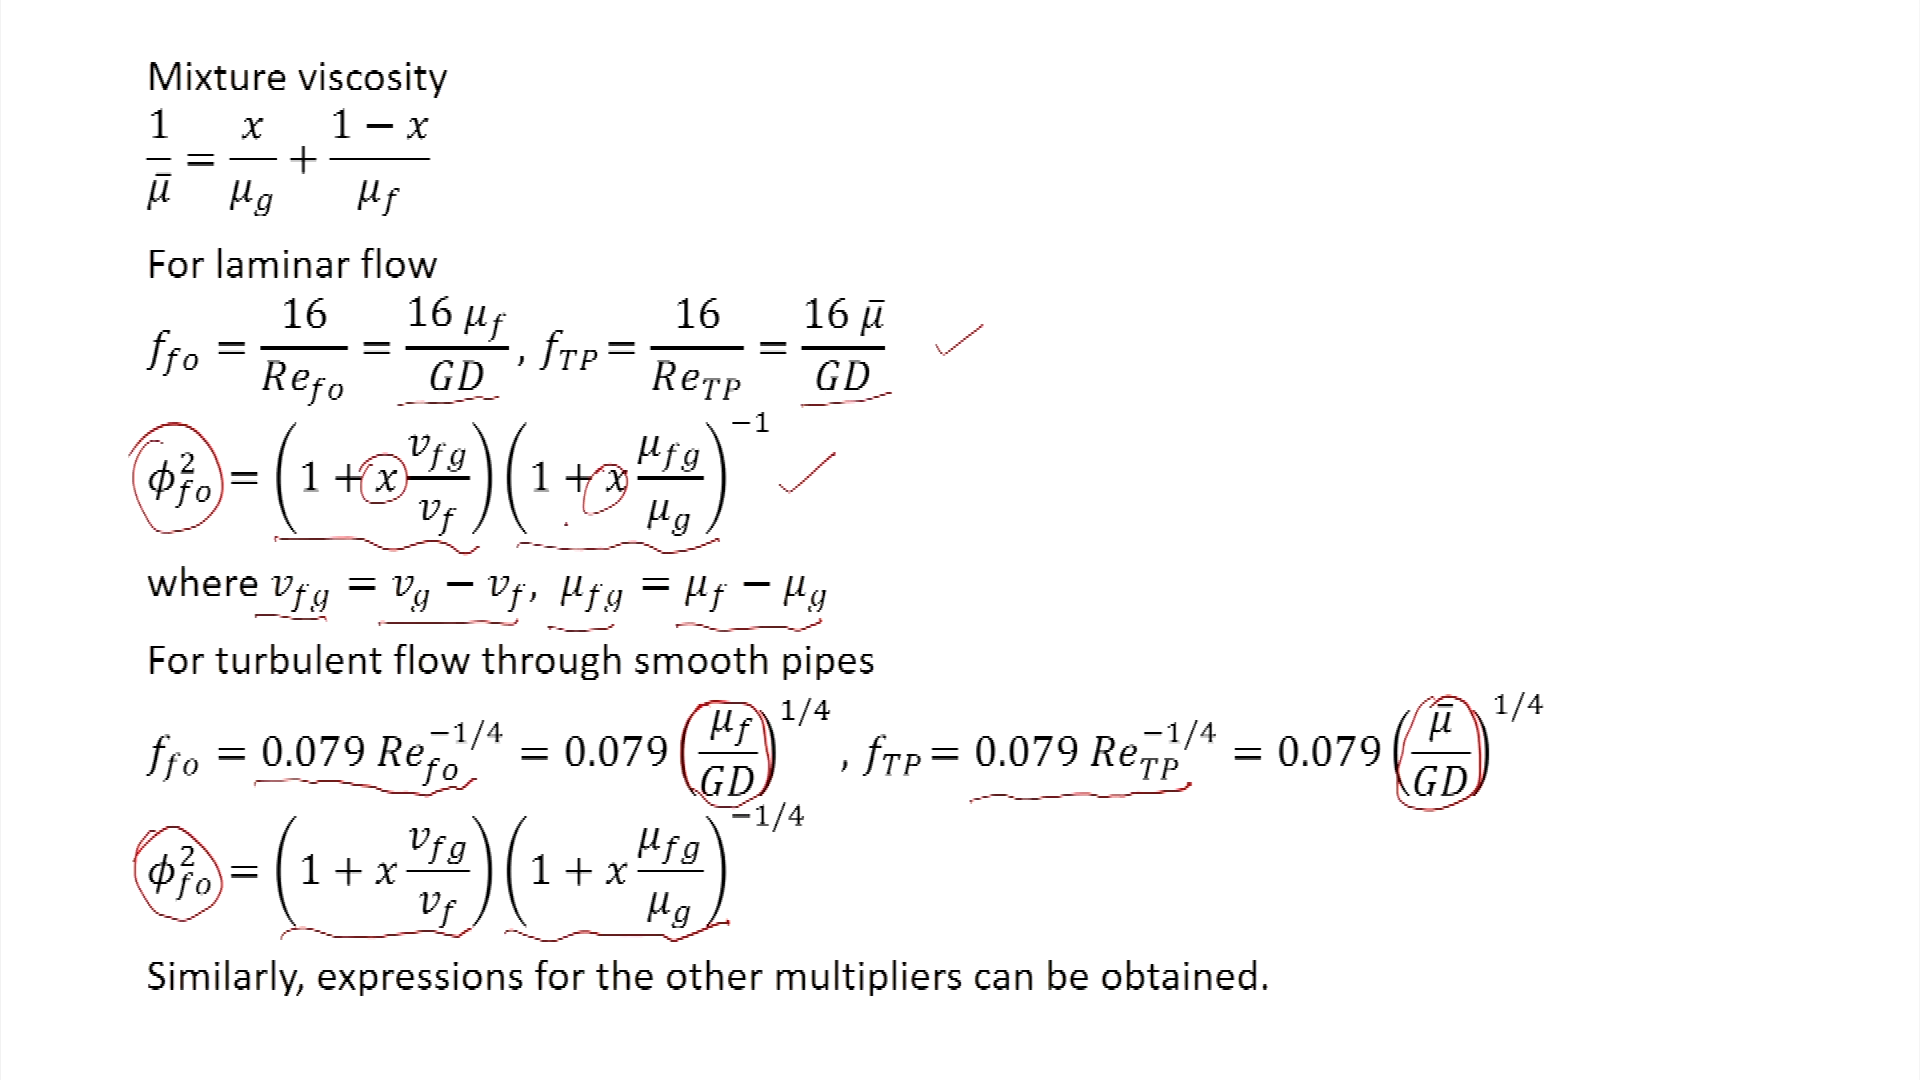 Mixture viscosity
1/μ̄ = x/μ_g + (1 − x)/μ_f
For laminar flow
f_fo = 16/Re_fo = 16 μ_f/GD , f_TP = 16/Re_TP = 16 μ̄/GD
ϕ²_fo = (1 + x v_fg/v_f)(1 + x μ_fg/μ_g)^−1
where v_fg = v_g − v_f, μ_fg = μ_f − μ_g
For turbulent flow through smooth pipes
f_fo = 0.079 Re_fo^−1/4 = 0.079 (μ_f/GD)^1/4 , f_TP = 0.079 Re_TP^−1/4 = 0.079 (μ̄/GD)^1/4
ϕ²_fo = (1 + x v_fg/v_f)(1 + x μ_fg/μ_g)^−1/4
Similarly, expressions for the other multipliers can be obtained.